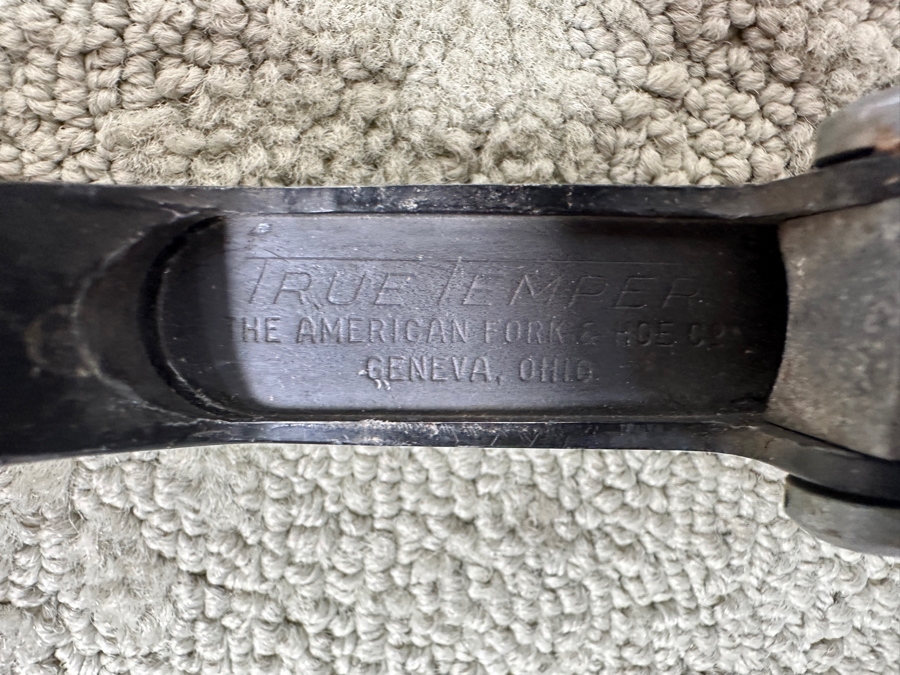 TRUE TEMPER
THE AMERICAN FORK & HOE CO
GENEVA, OHIO